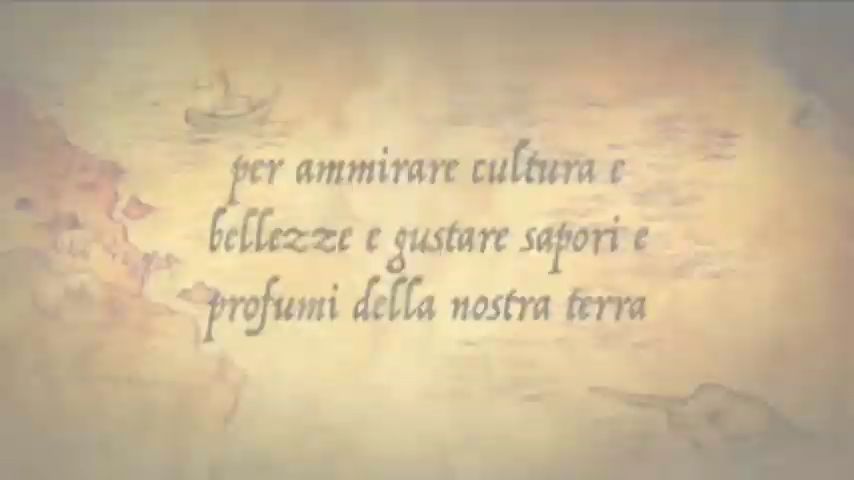 per ammirare cultura e
bellezze e gustare sapori e
profumi della nostra terra